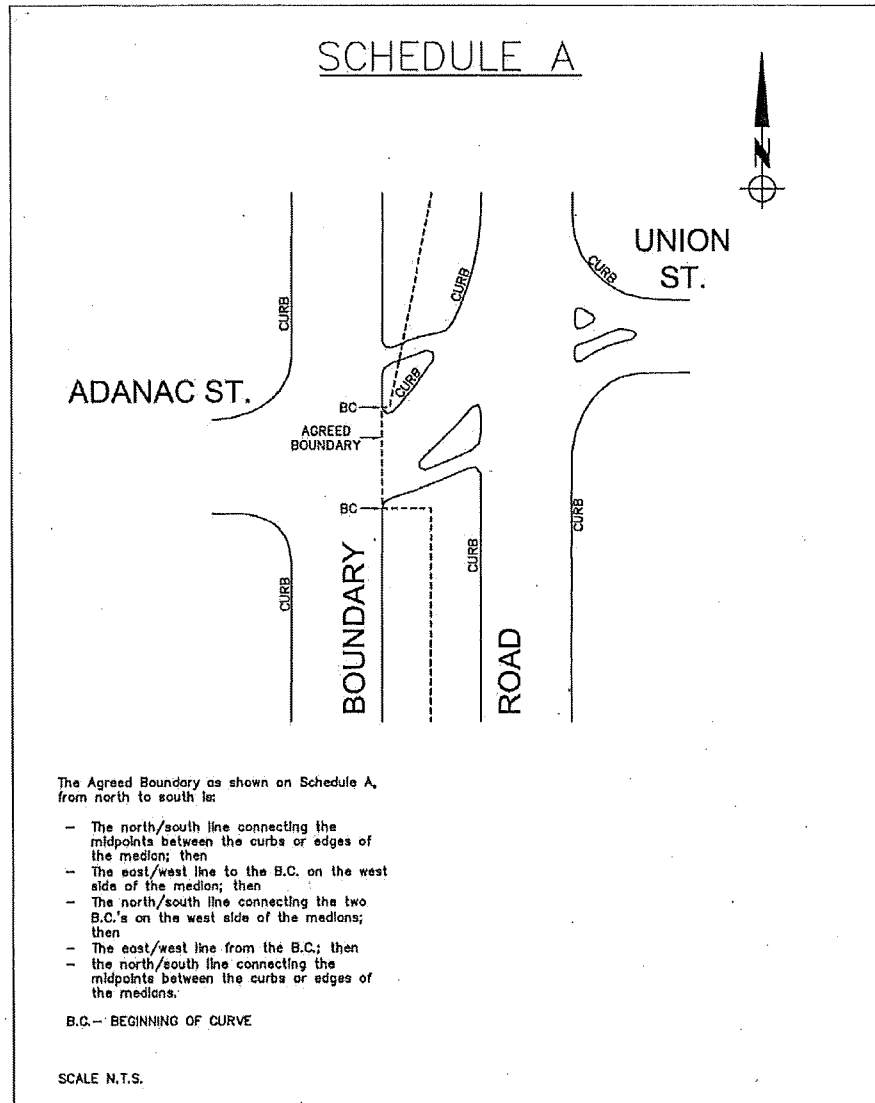 SCHEDULE A
N
UNION
ST.
CURB
CURB
CURB
ADANAC ST.
CURB
BC
AGREED
BOUNDARY
BC
CURB
CURB
CURB
BOUNDARY
ROAD
The Agreed Boundary as shown on Schedule A,
from north to south is:
- The north/south line connecting the
midpoints between the curbs or edges of
the median; then
- The east/west line to the B.C. on the west
side of the median; then
- The north/south line connecting the two
B.C.'s on the west side of the medians;
then
- The east/west line from the B.C.; then
- the north/south line connecting the
midpoints between the curbs or edges of
the medians.
B.C.- BEGINNING OF CURVE
SCALE N.T.S.